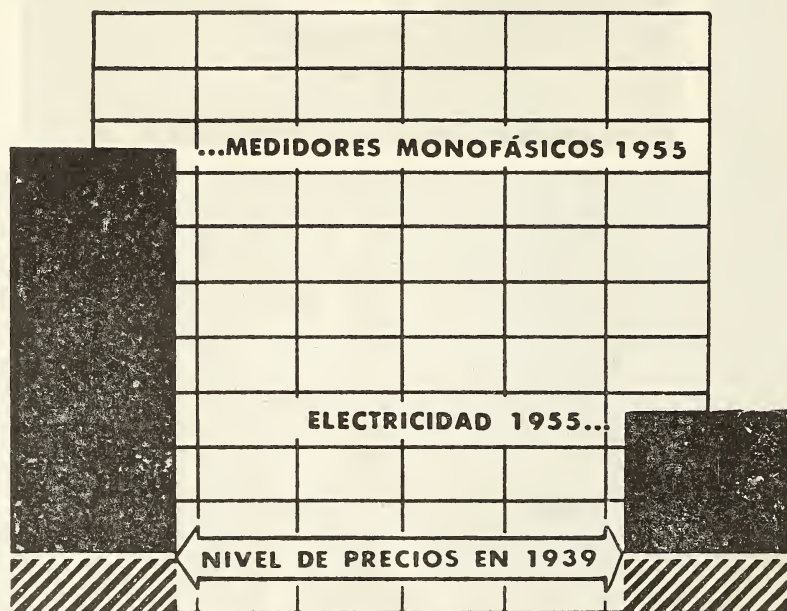 ...MEDIDORES MONOFÁSICOS 1955
ELECTRICIDAD 1955...
NIVEL DE PRECIOS EN 1939